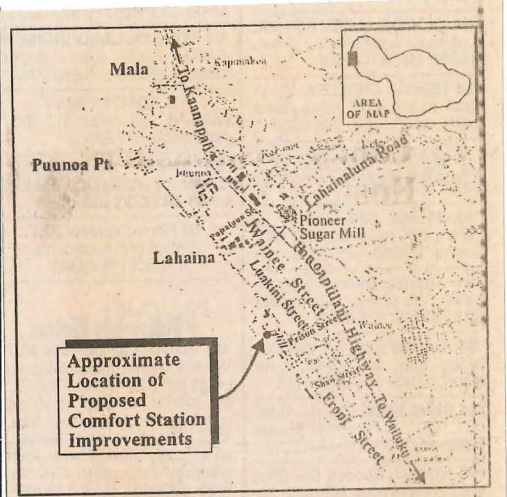 Mala
To Kaanapali
Kapunakea
AREA
OF MAP
Puunoa Pt.
Lahainaluna Road
Pioneer
Sugar Mill
Papalaua St.
Wainee Street
Lahaina
Luakini Street
Honoapiilani Highway
To Wailuku
Prison Street
Wainee
Shaw Street
Front Street
Approximate
Location of
Proposed
Comfort Station
Improvements